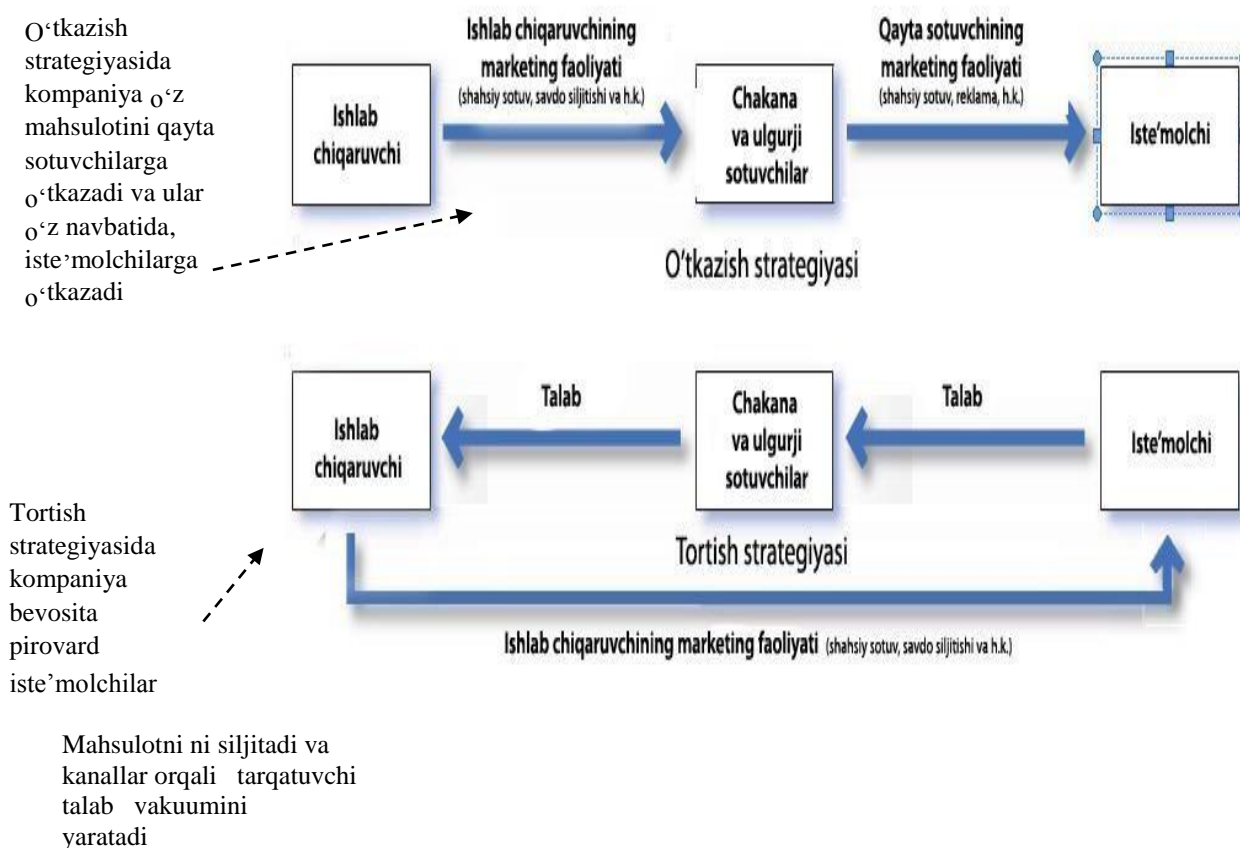 O‘tkazish
strategiyasida
kompaniya o‘z
mahsulotini qayta
sotuvchilarga
o‘tkazadi va ular
o‘z navbatida,
iste’molchilarga
o‘tkazadi
Ishlab chiqaruvchining
marketing faoliyati
(shahsiy sotuv, savdo siljitishi va h.k.)
Qayta sotuvchining
marketing faoliyati
(shahsiy sotuv, reklama, h.k.)
Ishlab
chiqaruvchi
Chakana
va ulgurji
sotuvchilar
Iste'molchi
O'tkazish strategiyasi
Ishlab
chiqaruvchi
Talab
Chakana
va ulgurji
sotuvchilar
Talab
Iste'molchi
Tortish strategiyasi
Ishlab chiqaruvchining marketing faoliyati (shahsiy sotuv, savdo siljitishi va h.k.)
Tortish
strategiyasida
kompaniya
bevosita
pirovard
iste’molchilar
Mahsulotni ni siljitadi va
kanallar orqali tarqatuvchi
talab vakuumini
yaratadi